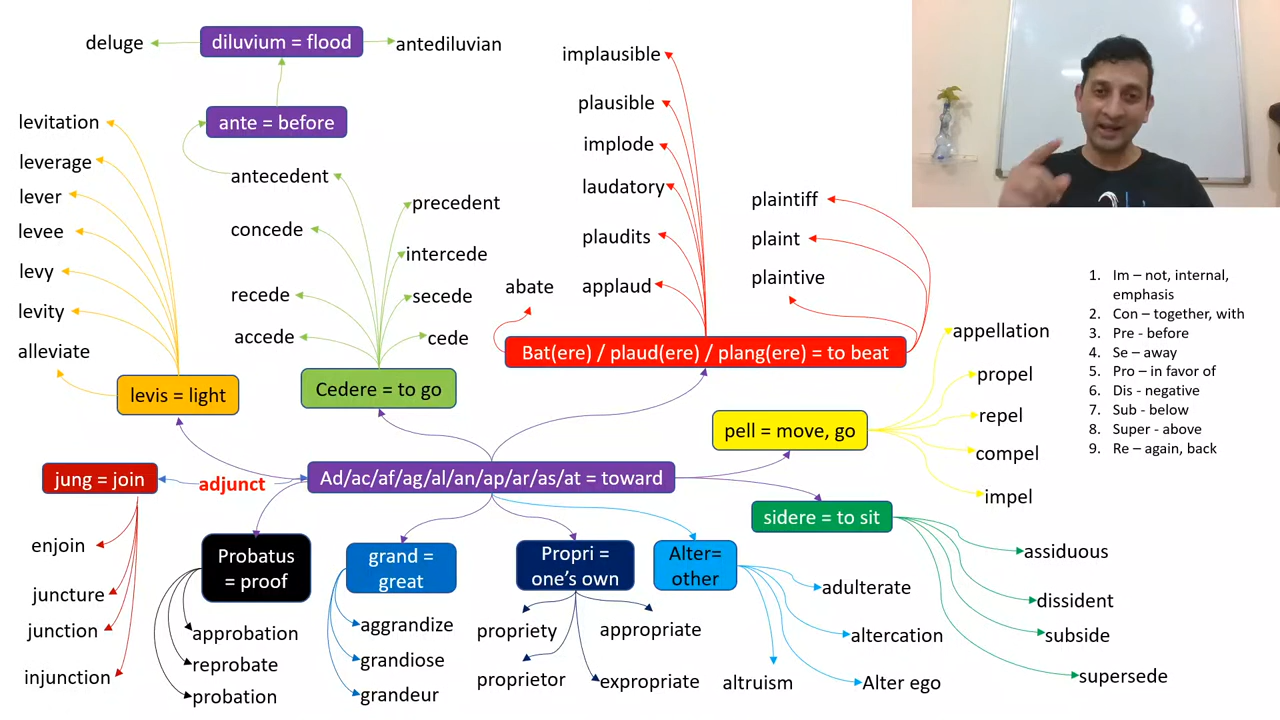 deluge
diluvium = flood
antediluvian
ante = before
levitation
leverage
lever
levee
levy
levity
alleviate
levis = light
antecedent
concede
recede
accede
precedent
intercede
secede
cede
Cedere = to go
implausible
plausible
implode
laudatory
plaudits
applaud
abate
plaintiff
plaint
plaintive
Bat(ere) / plaud(ere) / plang(ere) = to beat
1. Im – not, internal,
emphasis
2. Con – together, with
3. Pre - before
4. Se – away
5. Pro – in favor of
6. Dis - negative
7. Sub - below
8. Super - above
9. Re – again, back
appellation
propel
repel
compel
impel
pell = move, go
jung = join
adjunct
Ad/ac/af/ag/al/an/ap/ar/as/at = toward
sidere = to sit
enjoin
juncture
junction
injunction
Probatus
= proof
approbation
reprobate
probation
grand =
great
aggrandize
grandiose
grandeur
Propri =
one's own
propriety
proprietor
appropriate
expropriate
Alter=
other
adulterate
altercation
Alter ego
altruism
assiduous
dissident
subside
supersede